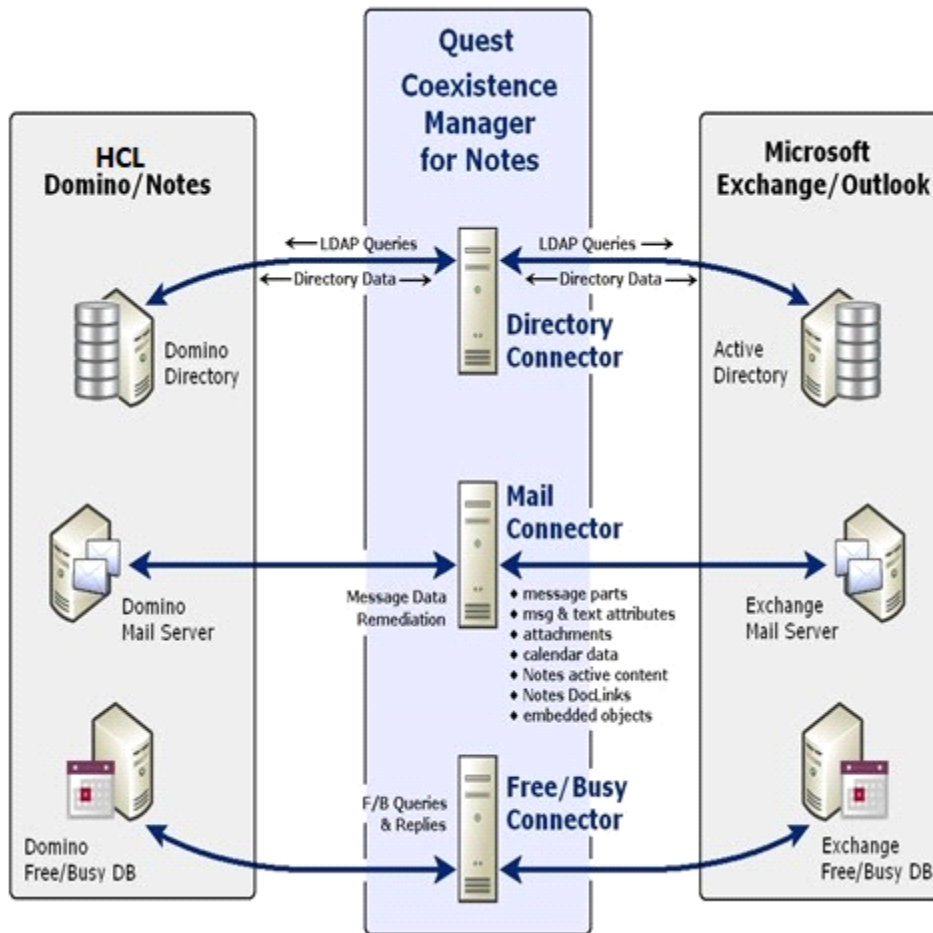 Quest
Coexistence
Manager
for Notes
HCL
Domino/Notes
Microsoft
Exchange/Outlook
← LDAP Queries
LDAP Queries →
← Directory Data →
← Directory Data →
Domino
Directory
Directory
Connector
Active
Directory
Mail
Connector
Domino
Mail Server
Message Data
Remediation
♦ message parts
♦ msg & text attributes
♦ attachments
♦ calendar data
♦ Notes active content
♦ Notes DocLinks
♦ embedded objects
Exchange
Mail Server
Free/Busy
Connector
F/B Queries
& Replies
Domino
Free/Busy DB
Exchange
Free/Busy DB